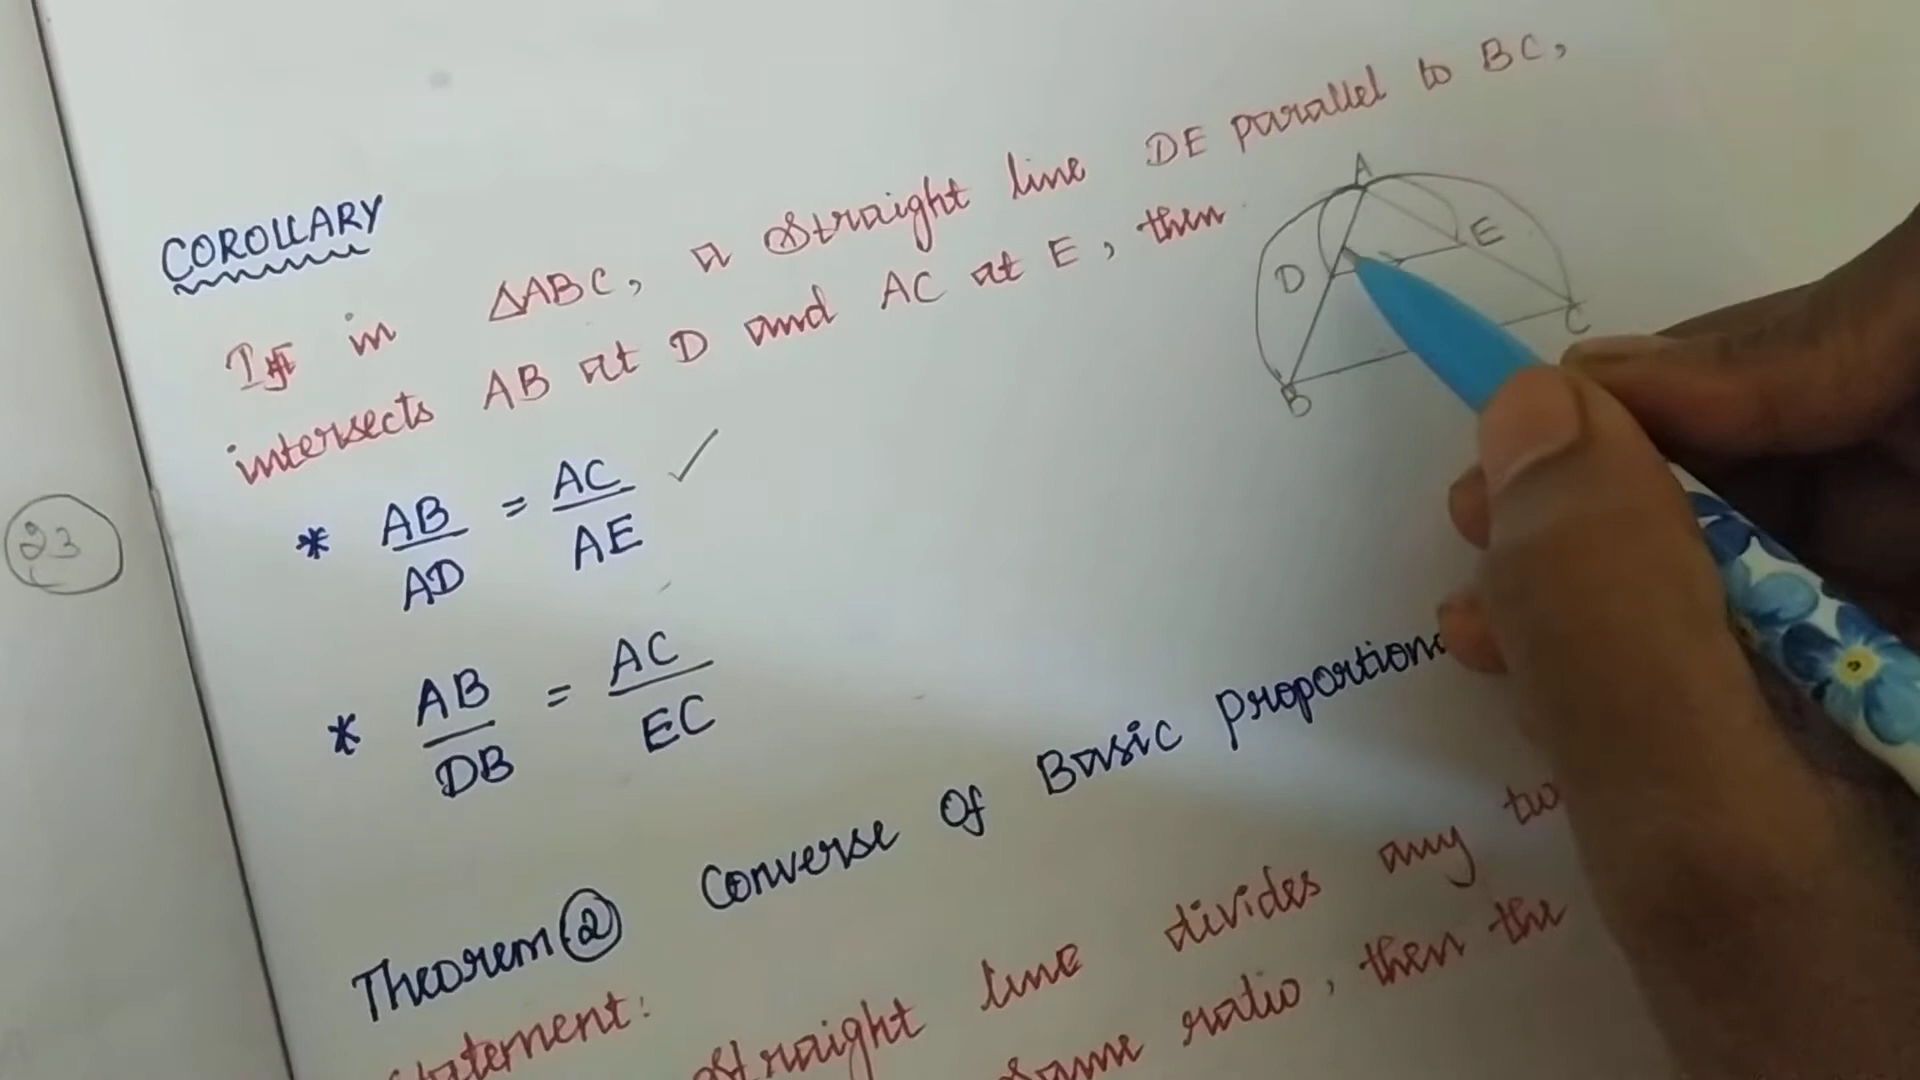 COROLLARY
If in ΔABC, a straight line DE parallel to BC,
intersects AB at D and AC at E, then
* AB/AD = AC/AE ✓
* AB/DB = AC/EC
A
D
E
B
C
23
Theorem ② Converse of Basic
Statement:
straight line divides any two
same ratio, then the